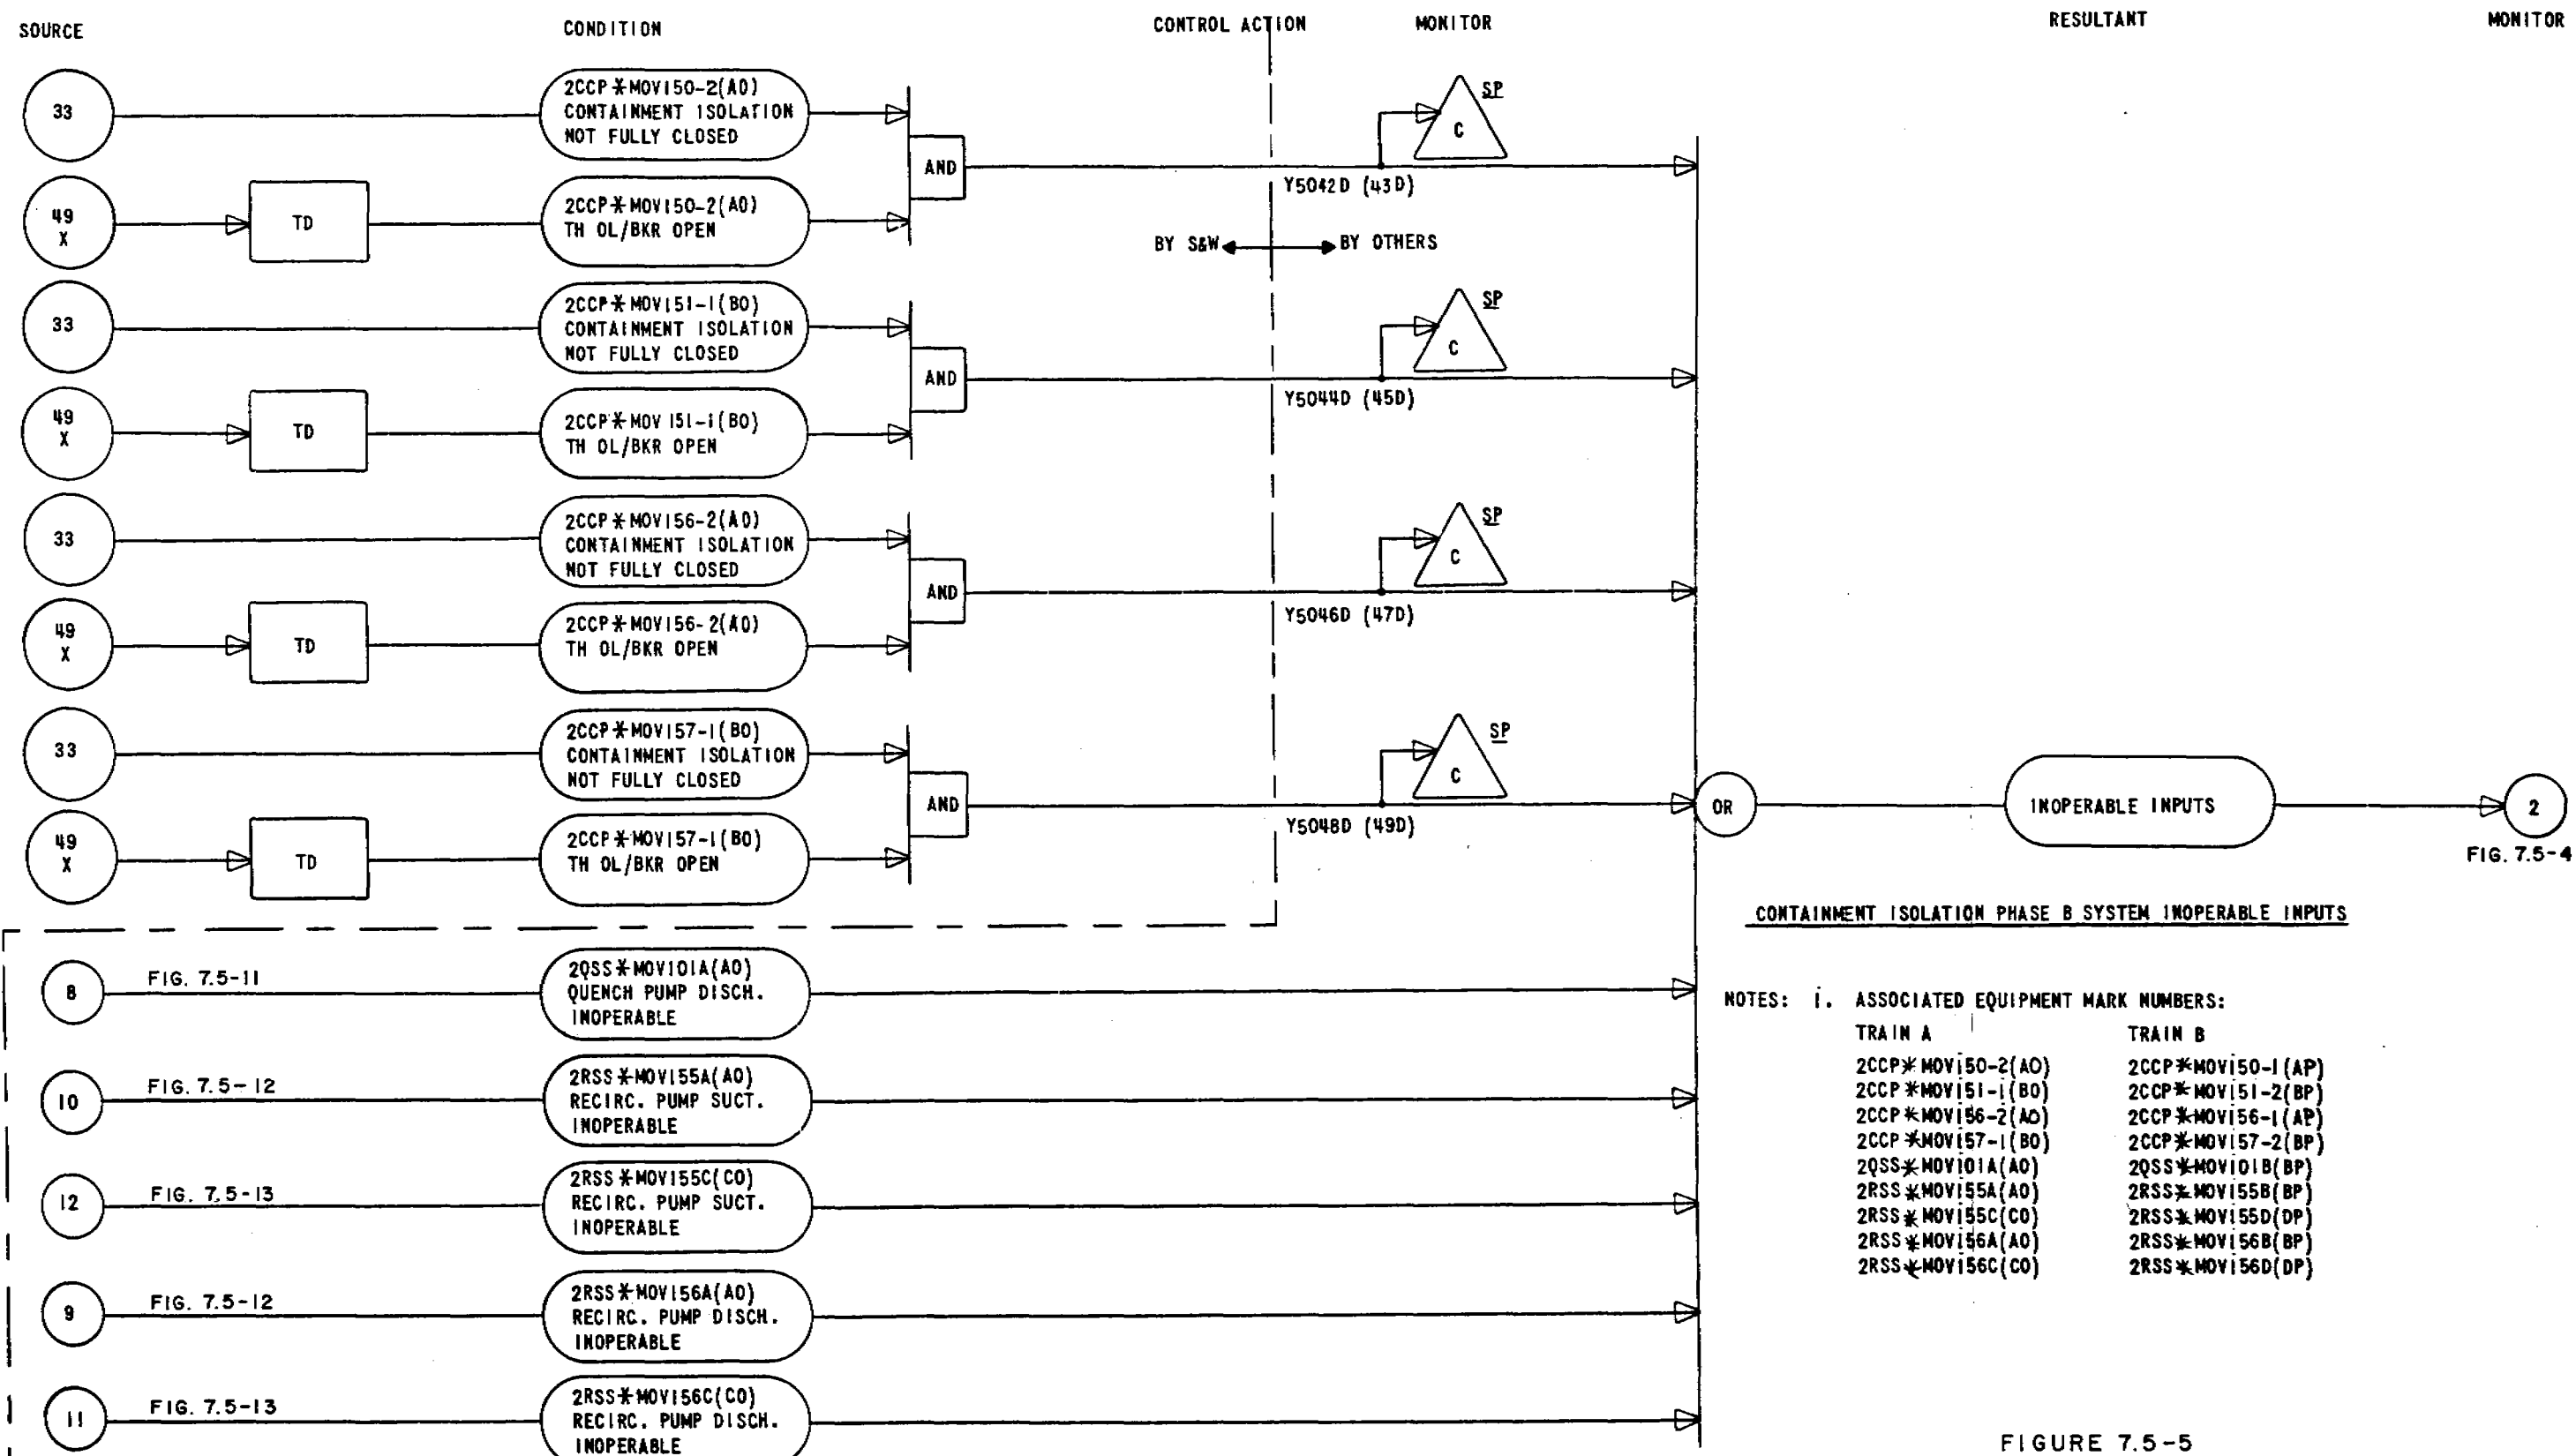 SOURCE
CONDITION
CONTROL ACTION
MONITOR
RESULTANT
MONITOR
33
2CCP*MOV150-2(AO)
CONTAINMENT ISOLATION
NOT FULLY CLOSED
49
X
TD
2CCP*MOV150-2(AO)
TH OL/BKR OPEN
AND
SP
C
Y5042D (43D)
BY S&W
BY OTHERS
33
2CCP*MOV151-1(BO)
CONTAINMENT ISOLATION
NOT FULLY CLOSED
49
X
TD
2CCP*MOV 151-1(BO)
TH OL/BKR OPEN
AND
SP
C
Y5044D (45D)
33
2CCP*MOV156-2(AO)
CONTAINMENT ISOLATION
NOT FULLY CLOSED
49
X
TD
2CCP*MOV156-2(AO)
TH OL/BKR OPEN
AND
SP
C
Y5046D (47D)
33
2CCP*MOV157-1(BO)
CONTAINMENT ISOLATION
NOT FULLY CLOSED
49
X
TD
2CCP*MOV157-1(BO)
TH OL/BKR OPEN
AND
SP
C
Y5048D (49D)
OR
INOPERABLE INPUTS
2
FIG. 7.5-4
CONTAINMENT ISOLATION PHASE B SYSTEM INOPERABLE INPUTS
8
FIG. 7.5-11
2QSS*MOV101A(AO)
QUENCH PUMP DISCH.
INOPERABLE
10
FIG. 7.5-12
2RSS*MOV155A(AO)
RECIRC. PUMP SUCT.
INOPERABLE
12
FIG. 7.5-13
2RSS*MOV155C(CO)
RECIRC. PUMP SUCT.
INOPERABLE
9
FIG. 7.5-12
2RSS*MOV156A(AO)
RECIRC. PUMP DISCH.
INOPERABLE
11
FIG. 7.5-13
2RSS*MOV156C(CO)
RECIRC. PUMP DISCH.
INOPERABLE
NOTES: 1. ASSOCIATED EQUIPMENT MARK NUMBERS:
TRAIN A TRAIN B
2CCP*MOV150-2(AO) 2CCP*MOV150-1(AP)
2CCP*MOV151-1(BO) 2CCP*MOV151-2(BP)
2CCP*MOV156-2(AO) 2CCP*MOV156-1(AP)
2CCP*MOV157-1(BO) 2CCP*MOV157-2(BP)
2QSS*MOV101A(AO) 2QSS*MOV101B(BP)
2RSS*MOV155A(AO) 2RSS*MOV155B(BP)
2RSS*MOV155C(CO) 2RSS*MOV155D(DP)
2RSS*MOV156A(AO) 2RSS*MOV156B(BP)
2RSS*MOV156C(CO) 2RSS*MOV156D(DP)
FIGURE 7.5-5